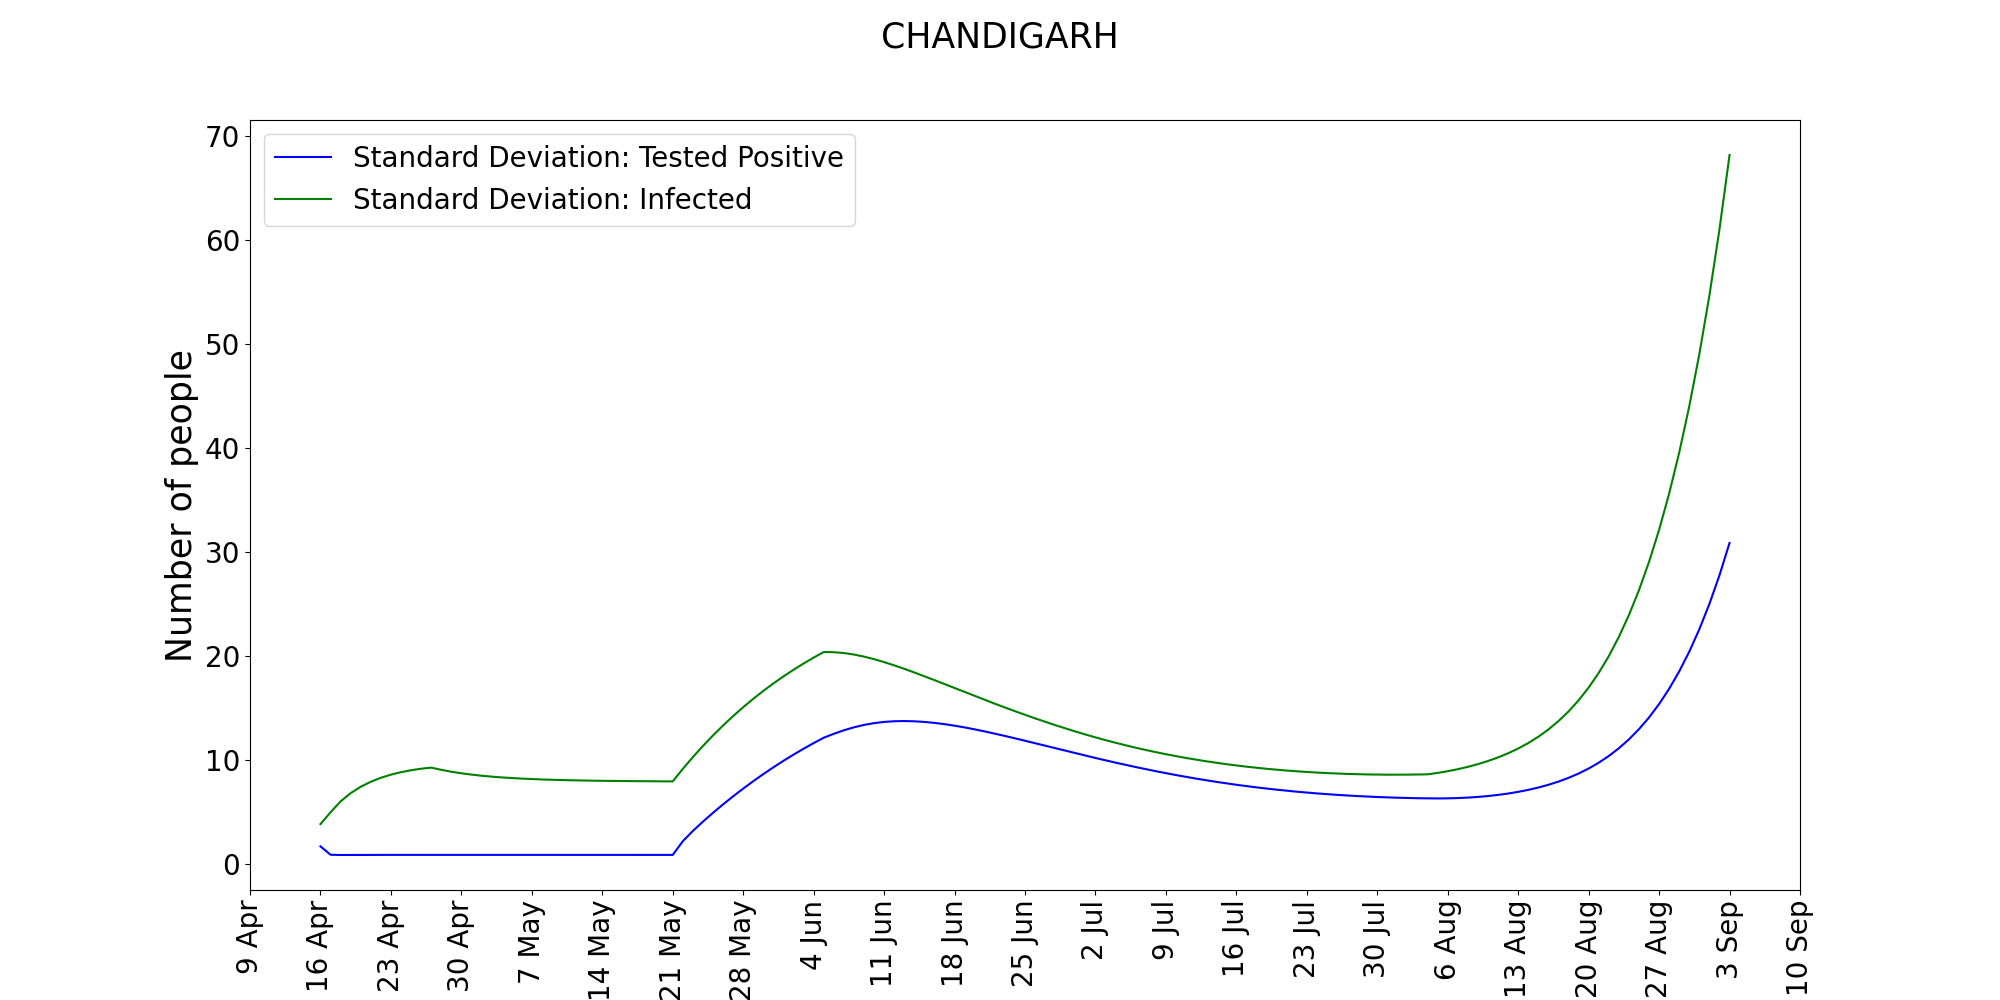 CHANDIGARH
Standard Deviation: Tested Positive
Standard Deviation: Infected
Number of people
70
60
50
40
30
20
10
0
9 Apr
16 Apr
23 Apr
30 Apr
7 May
14 May
21 May
28 May
4 Jun
11 Jun
18 Jun
25 Jun
2 Jul
9 Jul
16 Jul
23 Jul
30 Jul
6 Aug
13 Aug
20 Aug
27 Aug
3 Sep
10 Sep